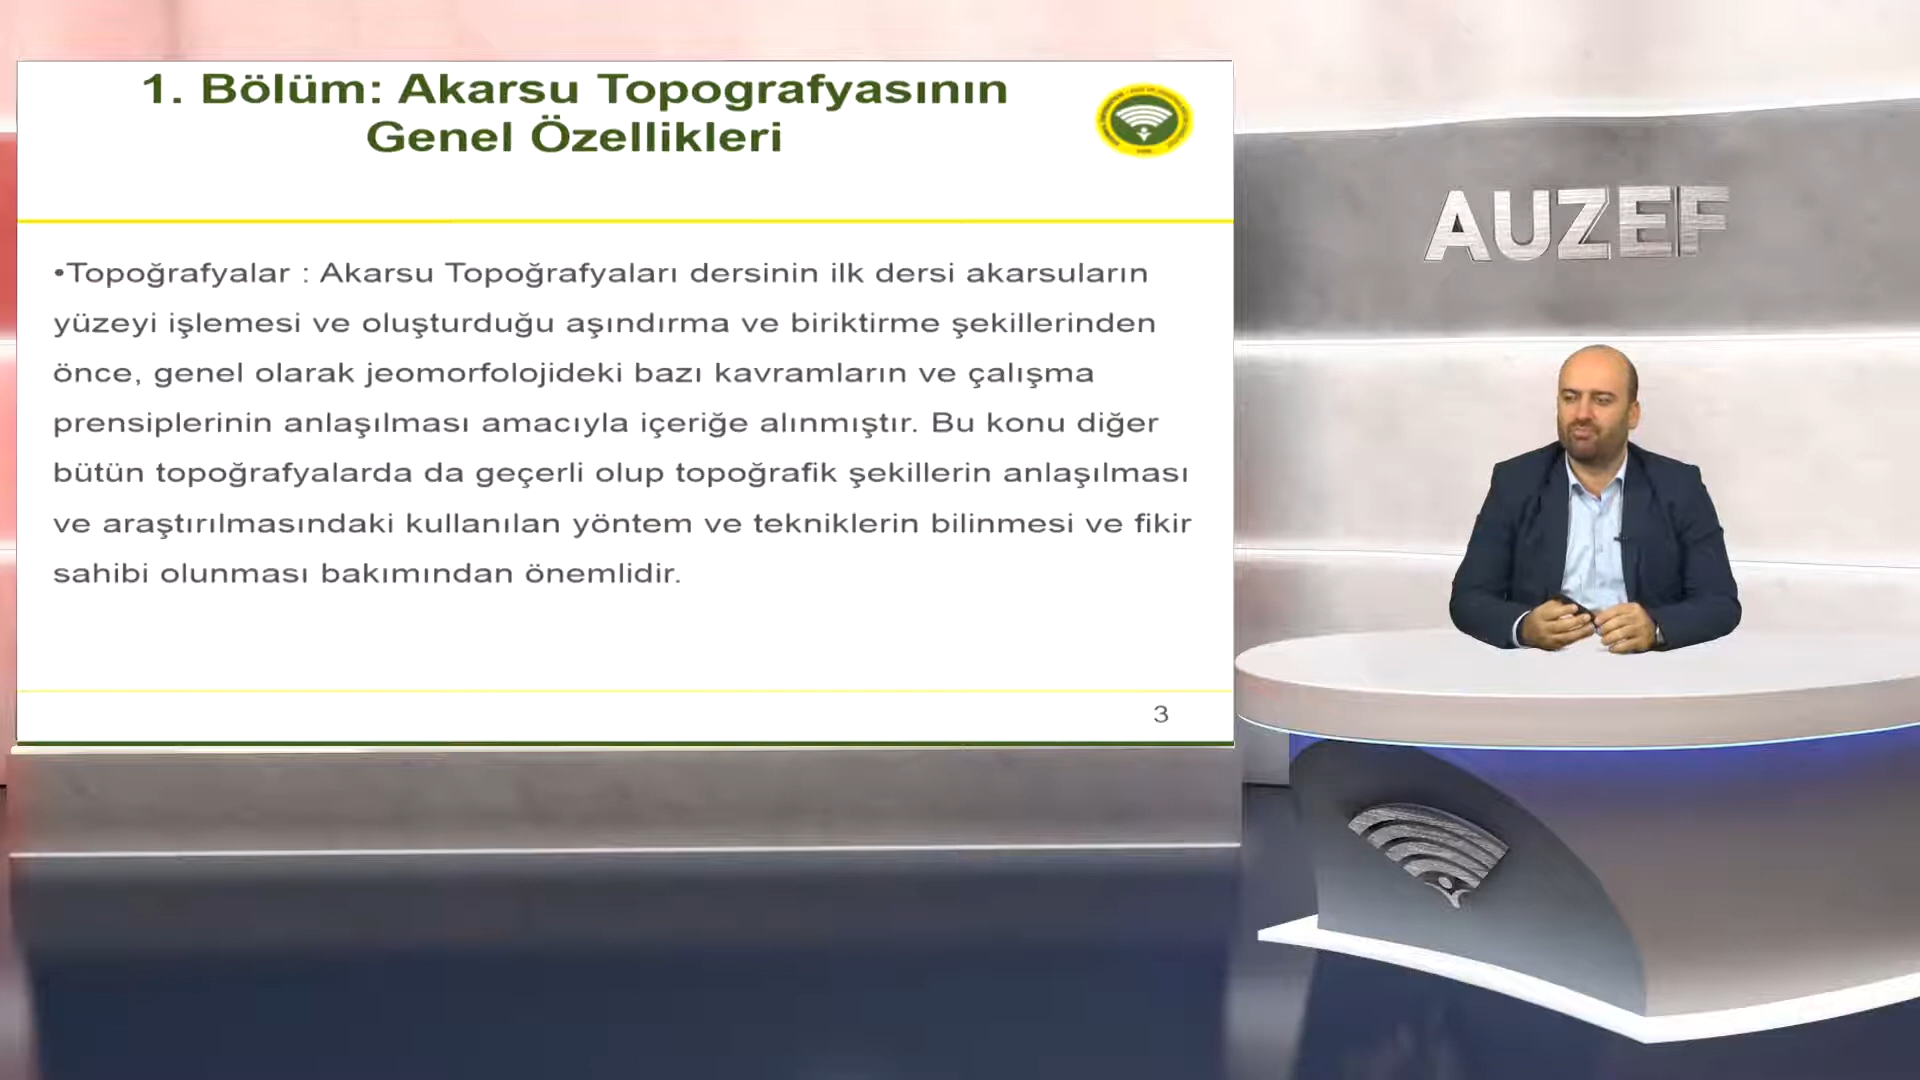 1. Bölüm: Akarsu Topografyasının
Genel Özellikleri
•Topoğrafyalar : Akarsu Topoğrafyaları dersinin ilk dersi akarsuların
yüzeyi işlemesi ve oluşturduğu aşındırma ve biriktirme şekillerinden
önce, genel olarak jeomorfolojideki bazı kavramların ve çalışma
prensiplerinin anlaşılması amacıyla içeriğe alınmıştır. Bu konu diğer
bütün topoğrafyalarda da geçerli olup topoğrafik şekillerin anlaşılması
ve araştırılmasındaki kullanılan yöntem ve tekniklerin bilinmesi ve fikir
sahibi olunması bakımından önemlidir.
3
AUZEF